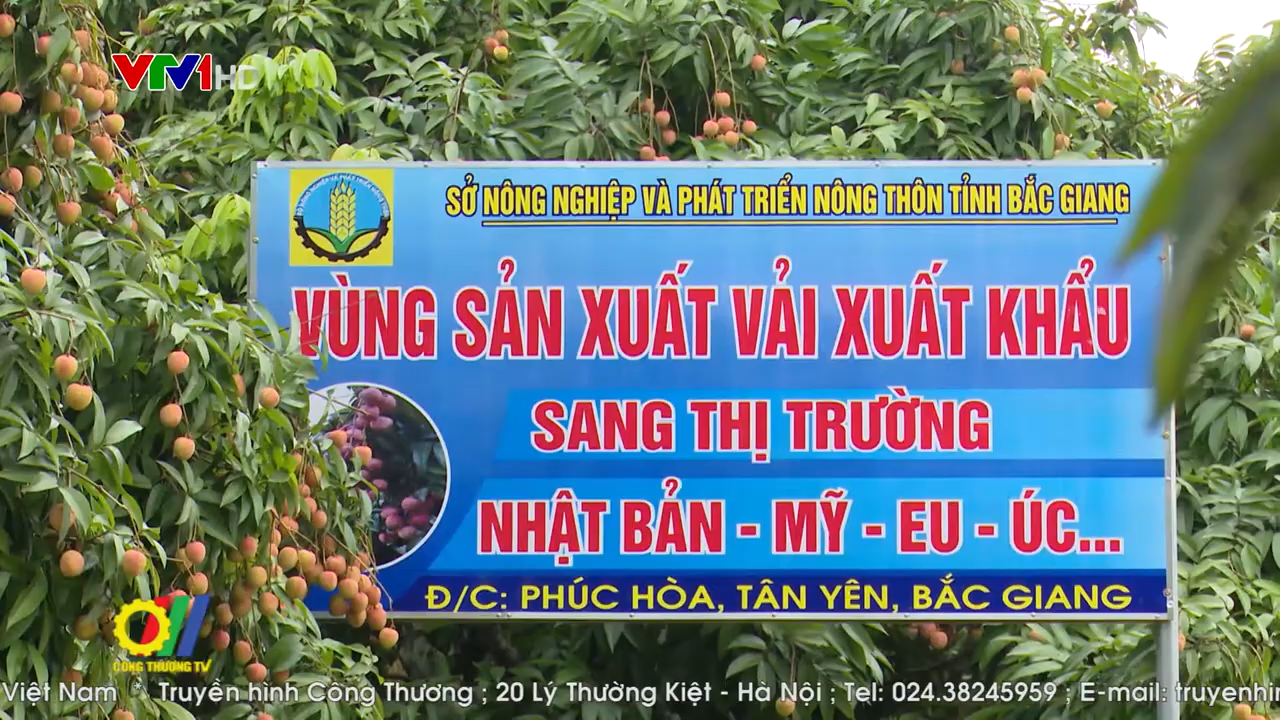 VTV1 HD
SỞ NÔNG NGHIỆP VÀ PHÁT TRIỂN NÔNG THÔN TỈNH BẮC GIANG
VÙNG SẢN XUẤT VẢI XUẤT KHẨU
SANG THỊ TRƯỜNG
NHẬT BẢN - MỸ - EU - ÚC...
Đ/C: PHÚC HÒA, TÂN YÊN, BẮC GIANG
CÔNG THƯƠNG TV
Việt Nam * Truyền hình Công Thương ; 20 Lý Thường Kiệt - Hà Nội ; Tel: 024.38245959 ; E-mail: truyenhin